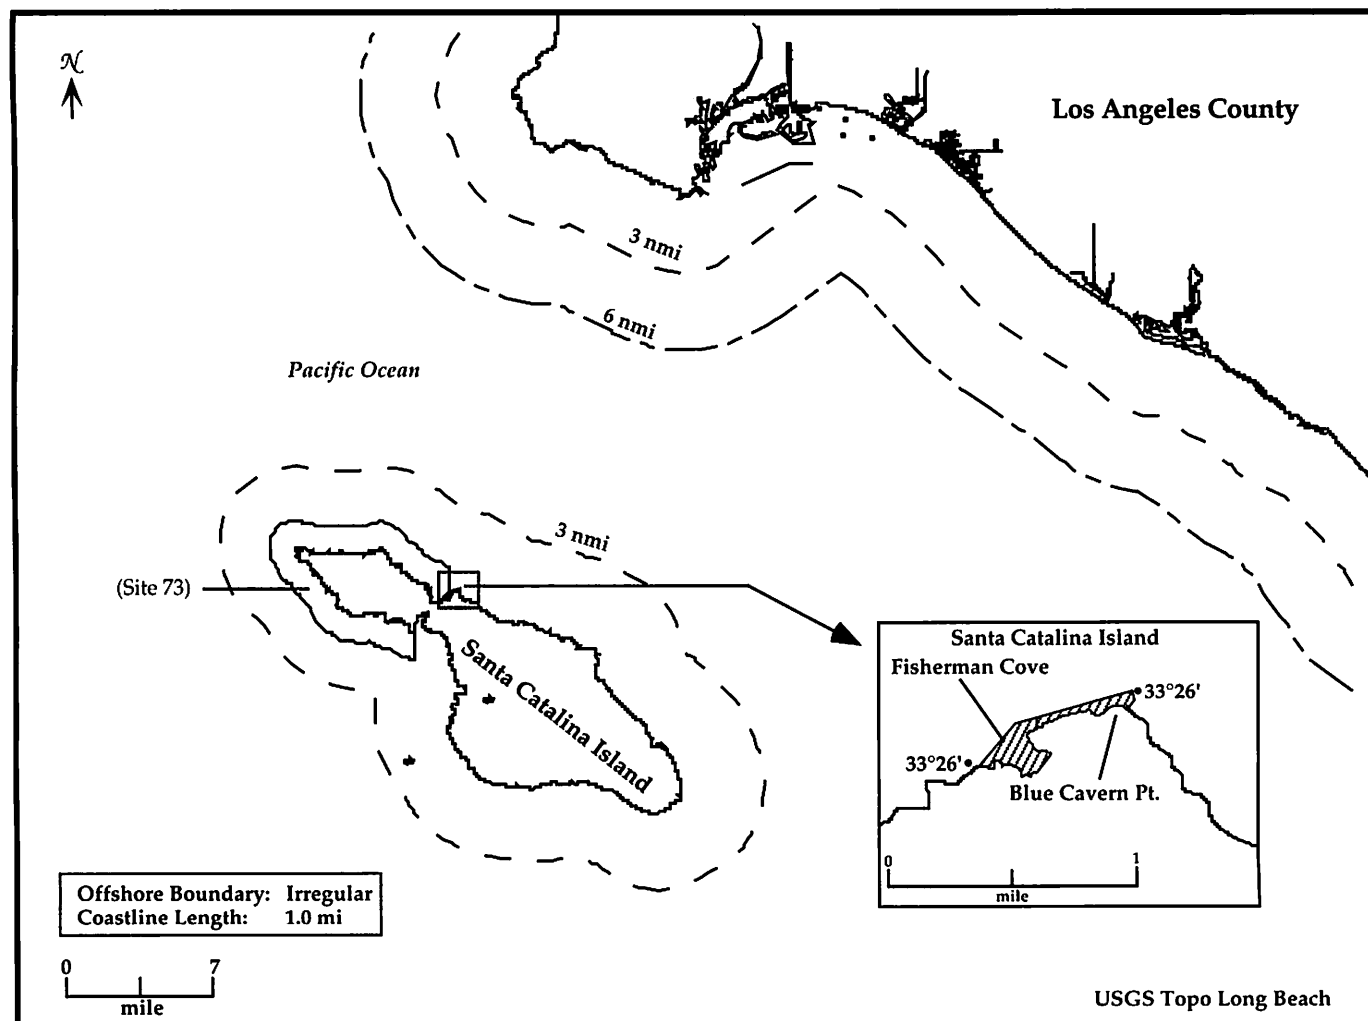 N
Los Angeles County
3 nmi
6 nmi
Pacific Ocean
3 nmi
(Site 73)
Santa Catalina Island
Santa Catalina Island
Fisherman Cove
33°26'
33°26'
Blue Cavern Pt.
0 1
mile
Offshore Boundary: Irregular
Coastline Length: 1.0 mi
0 7
mile
USGS Topo Long Beach